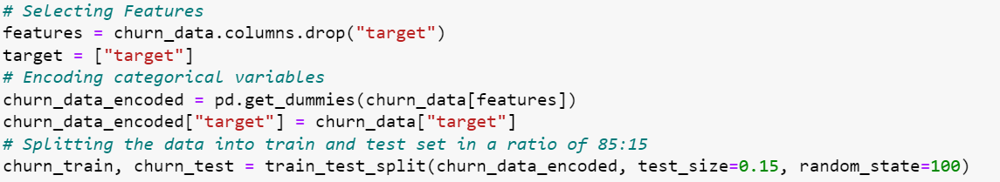 # Selecting Features
features = churn_data.columns.drop("target")
target = ["target"]
# Encoding categorical variables
churn_data_encoded = pd.get_dummies(churn_data[features])
churn_data_encoded["target"] = churn_data["target"]
# Splitting the data into train and test set in a ratio of 85:15
churn_train, churn_test = train_test_split(churn_data_encoded, test_size=0.15, random_state=100)